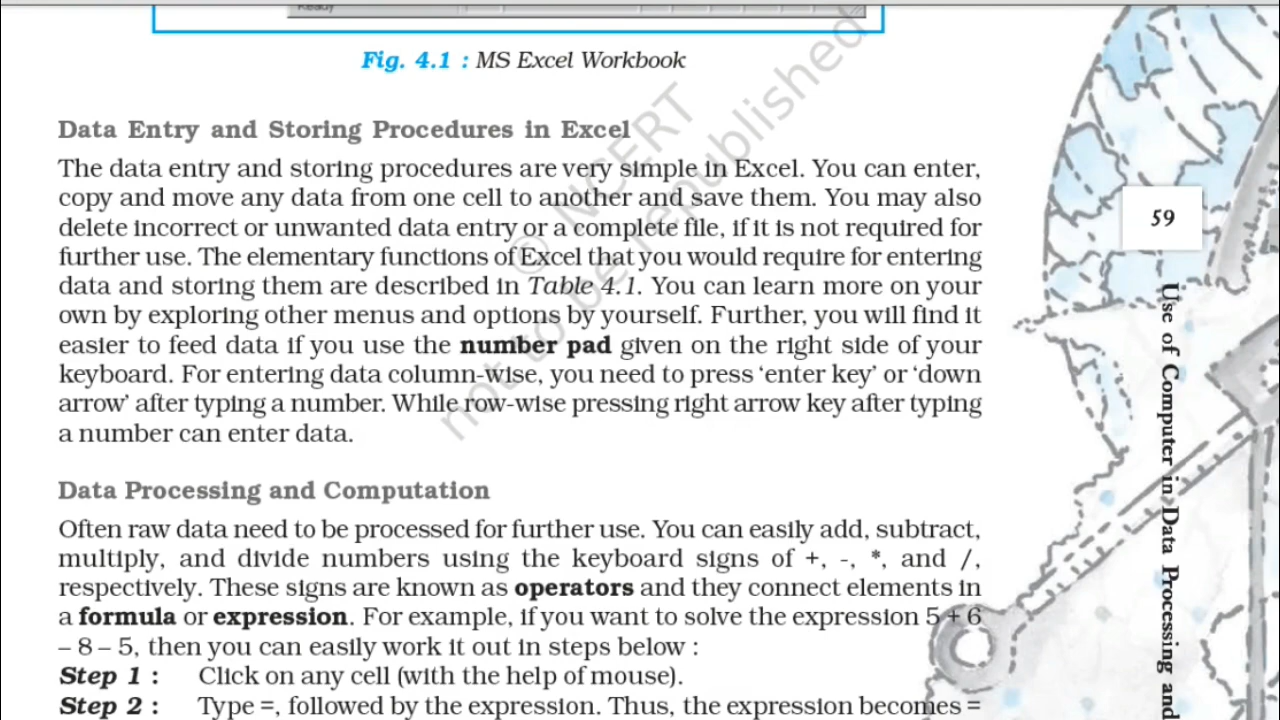 Ready
Fig. 4.1 : MS Excel Workbook
Data Entry and Storing Procedures in Excel
The data entry and storing procedures are very simple in Excel. You can enter,
copy and move any data from one cell to another and save them. You may also
delete incorrect or unwanted data entry or a complete file, if it is not required for
further use. The elementary functions of Excel that you would require for entering
data and storing them are described in Table 4.1. You can learn more on your
own by exploring other menus and options by yourself. Further, you will find it
easier to feed data if you use the number pad given on the right side of your
keyboard. For entering data column-wise, you need to press ‘enter key’ or ‘down
arrow’ after typing a number. While row-wise pressing right arrow key after typing
a number can enter data.
Data Processing and Computation
Often raw data need to be processed for further use. You can easily add, subtract,
multiply, and divide numbers using the keyboard signs of +, -, *, and /,
respectively. These signs are known as operators and they connect elements in
a formula or expression. For example, if you want to solve the expression 5 + 6
– 8 – 5, then you can easily work it out in steps below :
Step 1 : Click on any cell (with the help of mouse).
Step 2 : Type =, followed by the expression. Thus, the expression becomes =
59
Use of Computer in Data Processing and
© NCERT
not to be republished